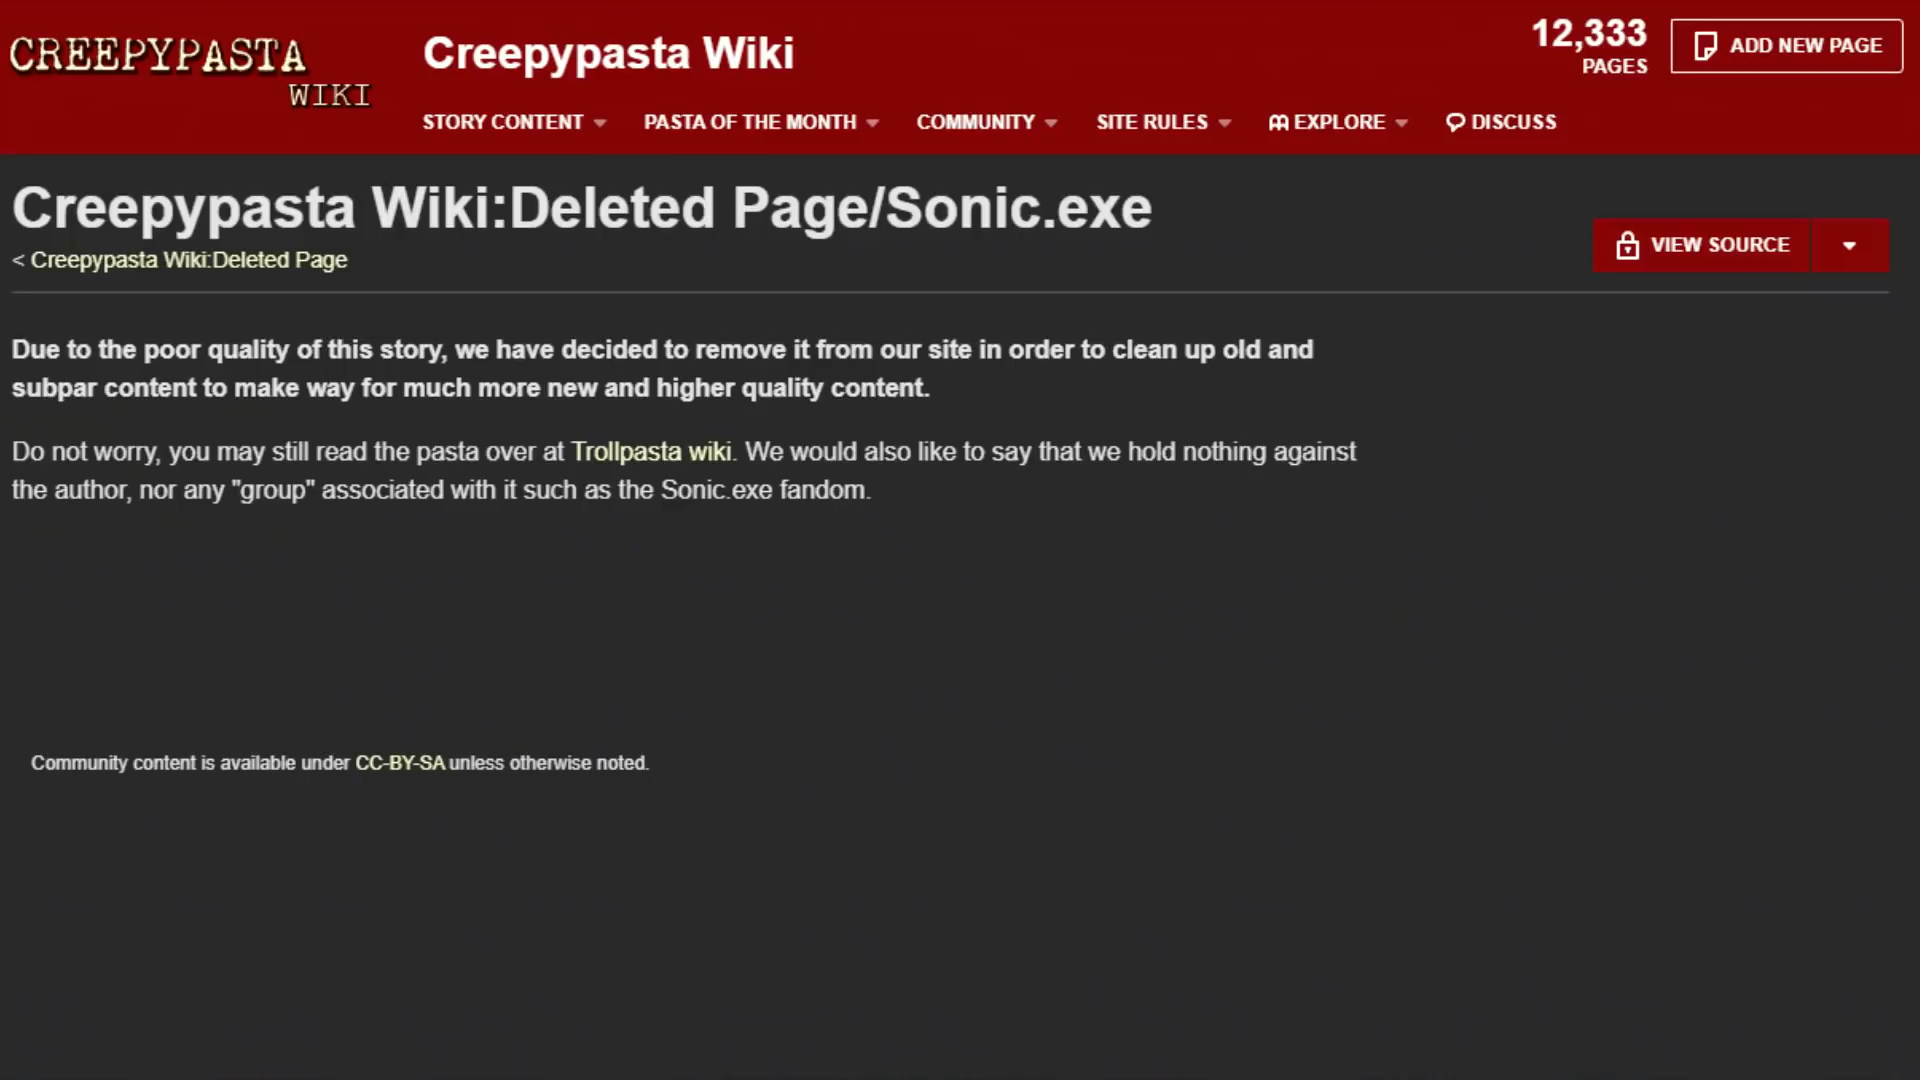 CREEPYPASTA
WIKI
Creepypasta Wiki
12,333
PAGES
ADD NEW PAGE
STORY CONTENT
PASTA OF THE MONTH
COMMUNITY
SITE RULES
EXPLORE
DISCUSS
Creepypasta Wiki:Deleted Page/Sonic.exe
< Creepypasta Wiki:Deleted Page
VIEW SOURCE
Due to the poor quality of this story, we have decided to remove it from our site in order to clean up old and
subpar content to make way for much more new and higher quality content.
Do not worry, you may still read the pasta over at Trollpasta wiki. We would also like to say that we hold nothing against
the author, nor any "group" associated with it such as the Sonic.exe fandom.
Community content is available under CC-BY-SA unless otherwise noted.